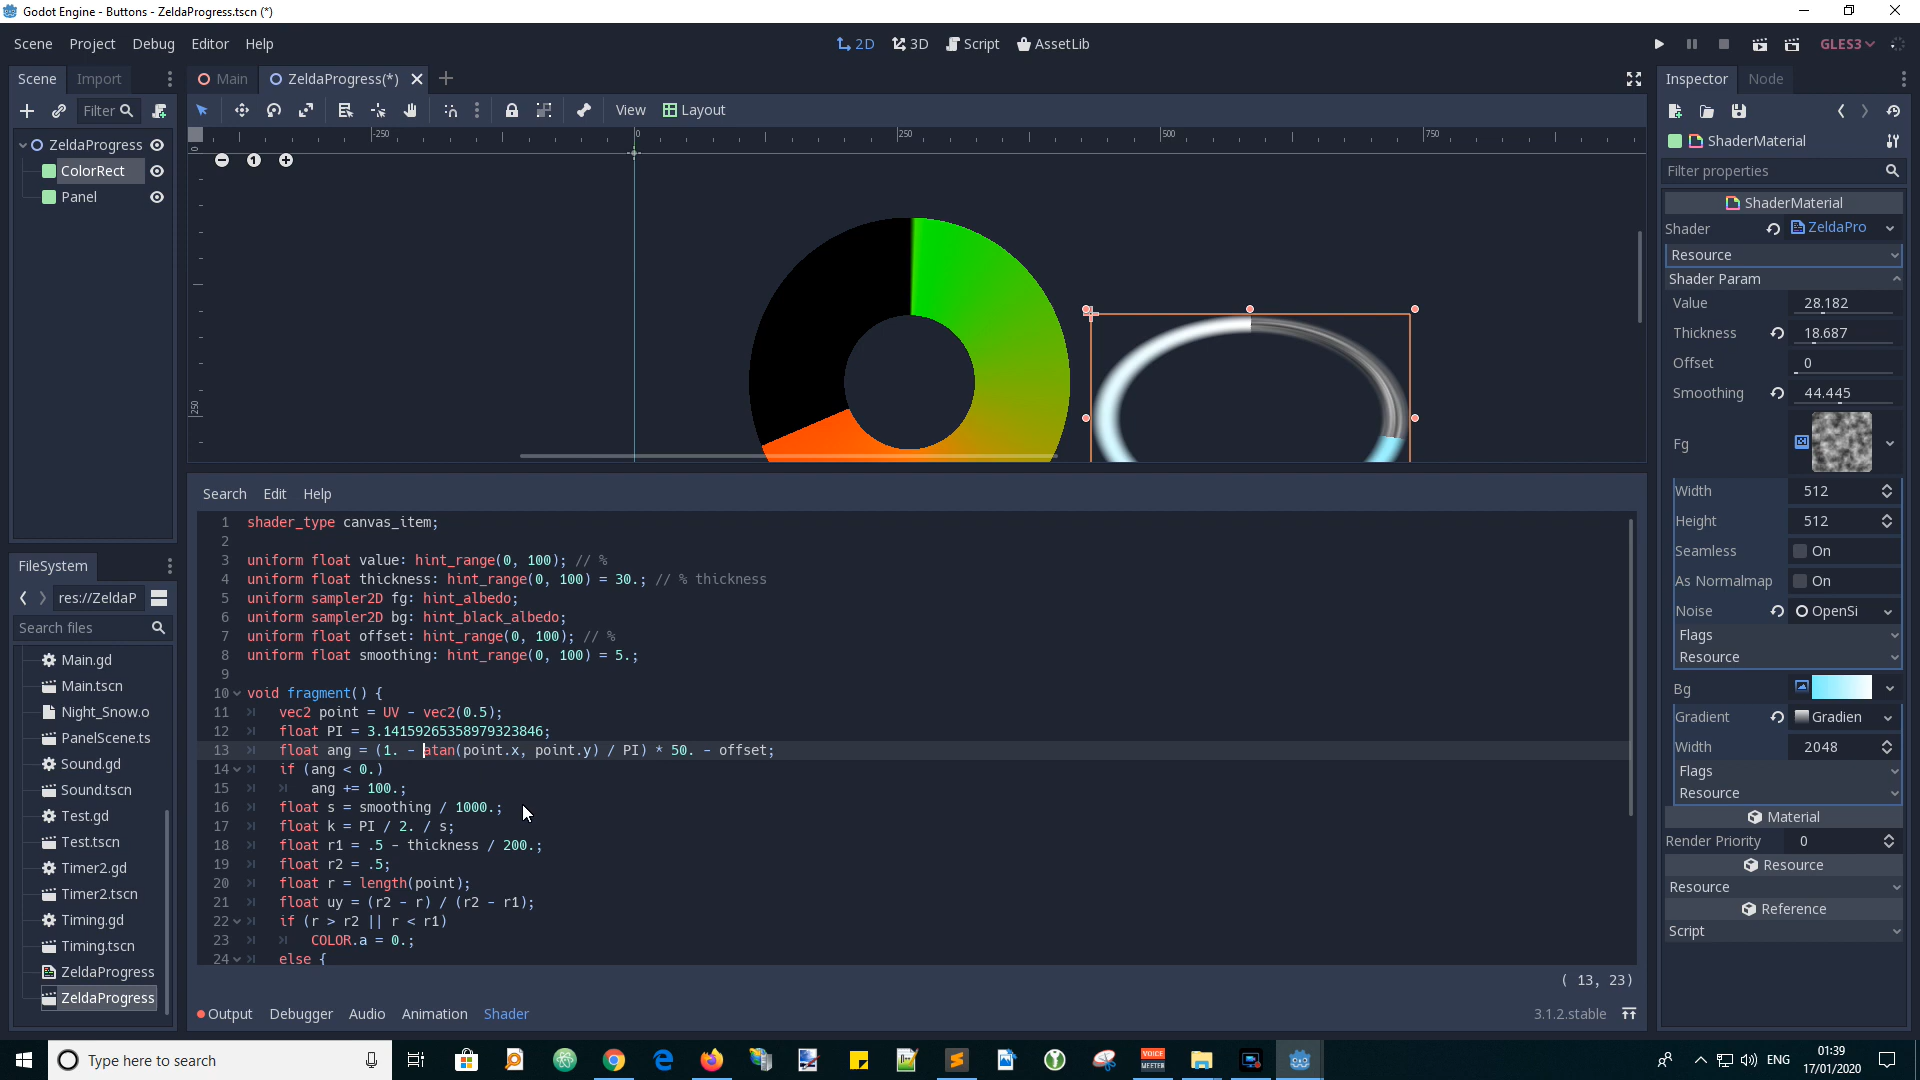 Godot Engine - Buttons - ZeldaProgress.tscn (*)
Scene Project Debug Editor Help
2D 3D Script AssetLib
GLES3
Scene Import
Main ZeldaProgress(*)
Inspector Node
Filter
View Layout
-250 0 250 500 750
0
250
1
ZeldaProgress
ColorRect
Panel
ShaderMaterial
Filter properties
ShaderMaterial
Shader ZeldaPro
Resource
Shader Param
Value 28.182
Thickness 18.687
Offset 0
Smoothing 44.445
Fg
Width 512
Height 512
Seamless On
As Normalmap On
Noise OpenSi
Flags
Resource
Bg
Gradient Gradien
Width 2048
Flags
Resource
Material
Render Priority 0
Resource
Resource
Reference
Script
Search Edit Help
1 shader_type canvas_item;
2
3 uniform float value: hint_range(0, 100); // %
4 uniform float thickness: hint_range(0, 100) = 30.; // % thickness
5 uniform sampler2D fg: hint_albedo;
6 uniform sampler2D bg: hint_black_albedo;
7 uniform float offset: hint_range(0, 100); // %
8 uniform float smoothing: hint_range(0, 100) = 5.;
9
10 void fragment() {
11 vec2 point = UV - vec2(0.5);
12 float PI = 3.14159265358979323846;
13 float ang = (1. - atan(point.x, point.y) / PI) * 50. - offset;
14 if (ang < 0.)
15 ang += 100.;
16 float s = smoothing / 1000.;
17 float k = PI / 2. / s;
18 float r1 = .5 - thickness / 200.;
19 float r2 = .5;
20 float r = length(point);
21 float uy = (r2 - r) / (r2 - r1);
22 if (r > r2 || r < r1)
23 COLOR.a = 0.;
24 else {
( 13, 23)
Output Debugger Audio Animation Shader
3.1.2.stable
FileSystem
res://ZeldaP
Search files
Main.gd
Main.tscn
Night_Snow.o
PanelScene.ts
Sound.gd
Sound.tscn
Test.gd
Test.tscn
Timer2.gd
Timer2.tscn
Timing.gd
Timing.tscn
ZeldaProgress
ZeldaProgress
Type here to search
VOICE
MEETER
ENG
01:39
17/01/2020